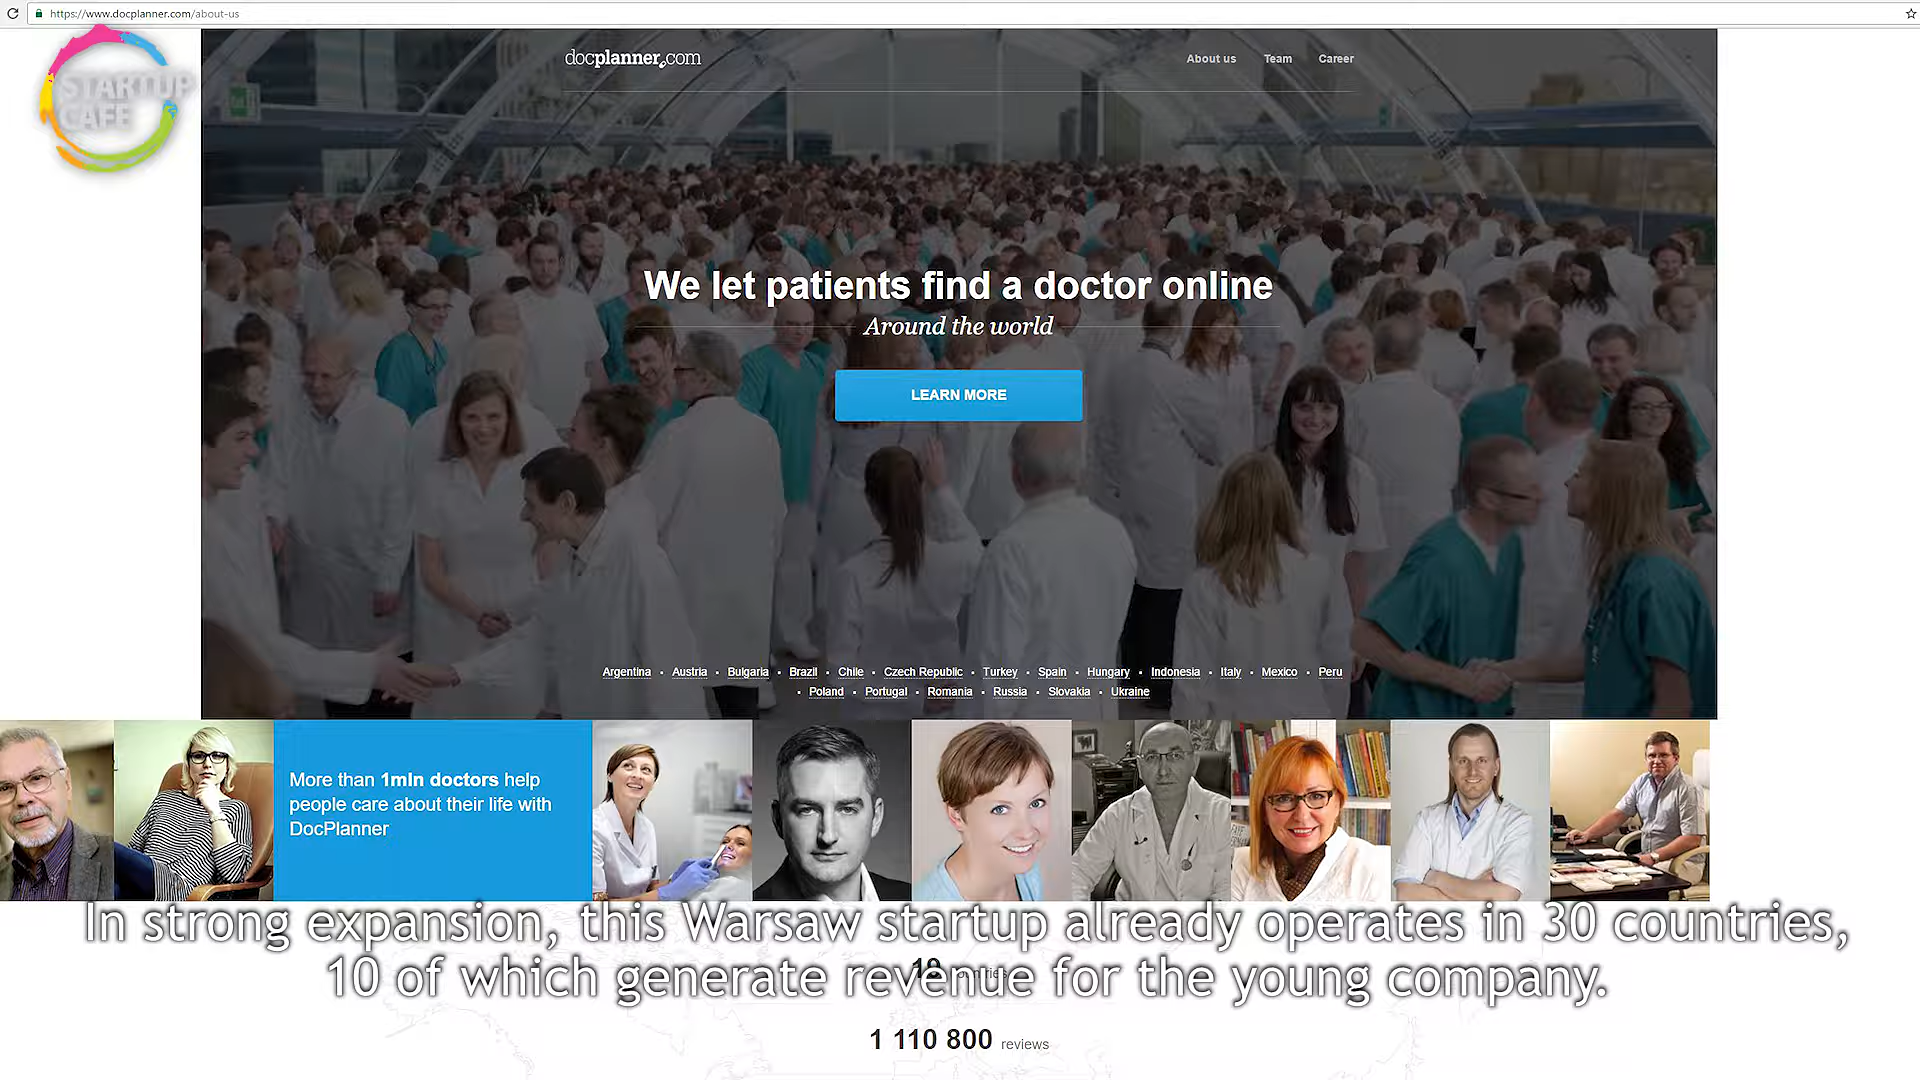 https://www.docplanner.com/about-us
STARTUP
CAFE
docplanner.com
About us Team Career
We let patients find a doctor online
Around the world
LEARN MORE
Argentina • Austria • Bulgaria • Brazil • Chile • Czech Republic • Turkey • Spain • Hungary • Indonesia • Italy • Mexico • Peru
• Poland • Portugal • Romania • Russia • Slovakia • Ukraine
More than 1mln doctors help
people care about their life with
DocPlanner
In strong expansion, this Warsaw startup already operates in 30 countries,
10 of which generate revenue for the young company.
19 countries
1 110 800 reviews